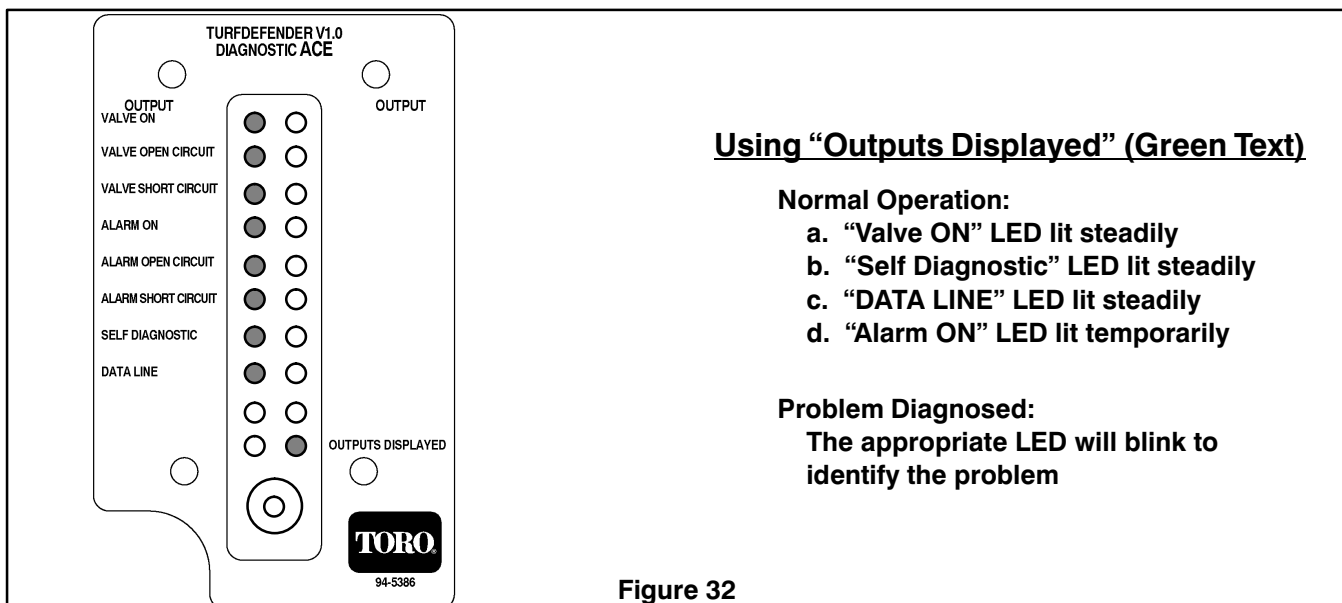 TURFDEFENDER V1.0
DIAGNOSTIC ACE
OUTPUT
OUTPUT
VALVE ON
VALVE OPEN CIRCUIT
VALVE SHORT CIRCUIT
ALARM ON
ALARM OPEN CIRCUIT
ALARM SHORT CIRCUIT
SELF DIAGNOSTIC
DATA LINE
OUTPUTS DISPLAYED
TORO®
94-5386
Using “Outputs Displayed” (Green Text)
Normal Operation:
a. “Valve ON” LED lit steadily
b. “Self Diagnostic” LED lit steadily
c. “DATA LINE” LED lit steadily
d. “Alarm ON” LED lit temporarily
Problem Diagnosed:
The appropriate LED will blink to
identify the problem
Figure 32